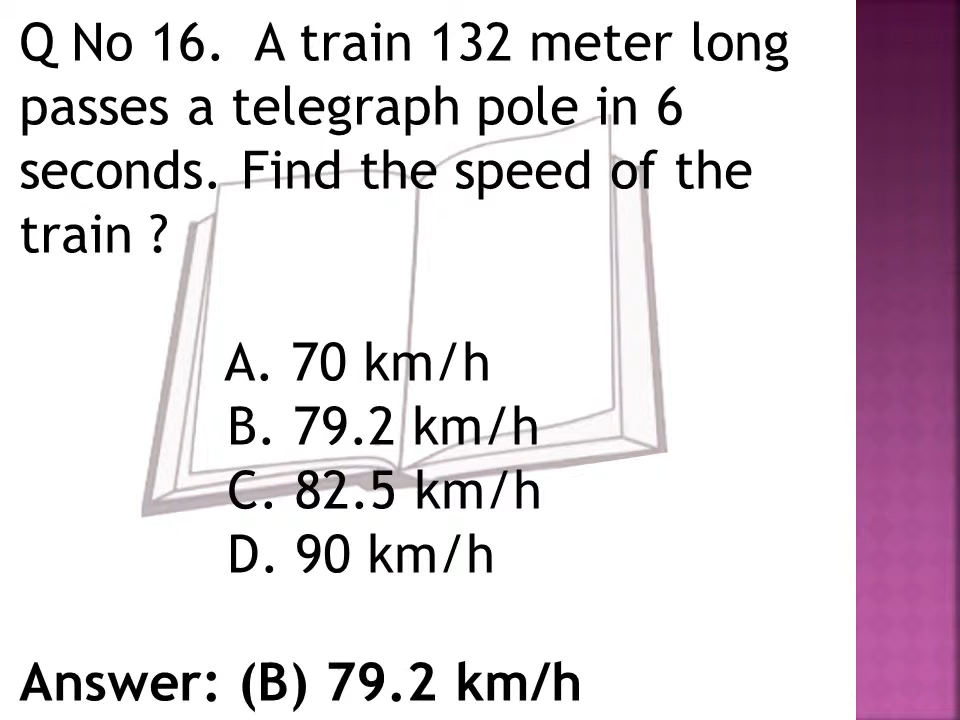 Q No 16.  A train 132 meter long
passes a telegraph pole in 6
seconds. Find the speed of the
train ?
A. 70 km/h
B. 79.2 km/h
C. 82.5 km/h
D. 90 km/h
Answer: (B) 79.2 km/h